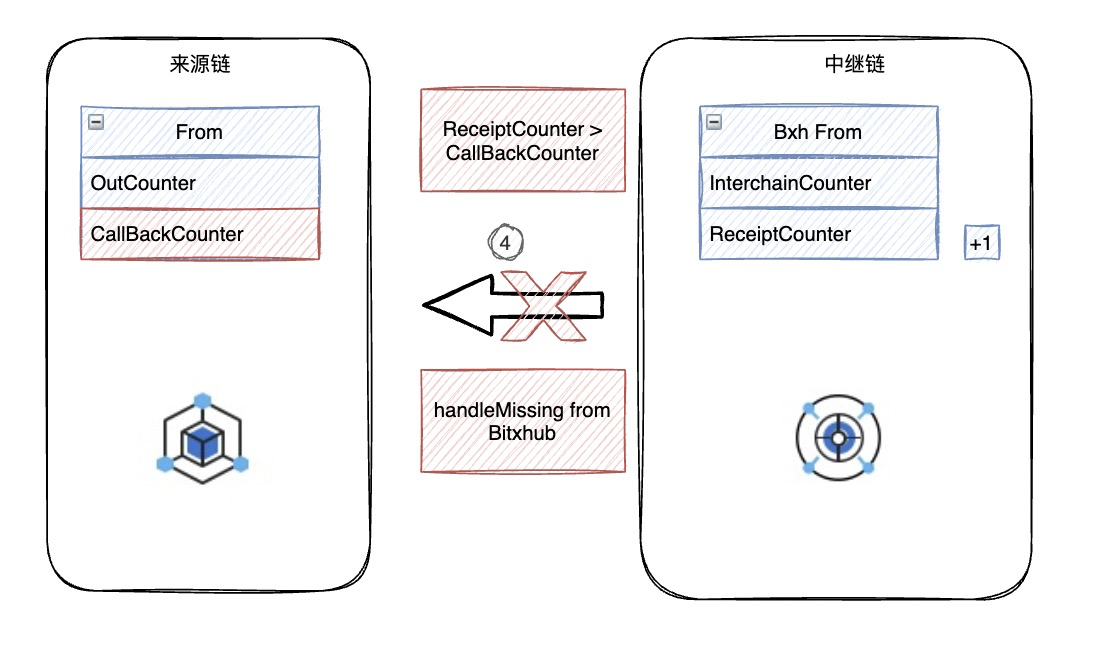 来源链
From
OutCounter
CallBackCounter
ReceiptCounter >
CallBackCounter
4
handleMissing from
Bitxhub
中继链
Bxh From
InterchainCounter
ReceiptCounter
+1